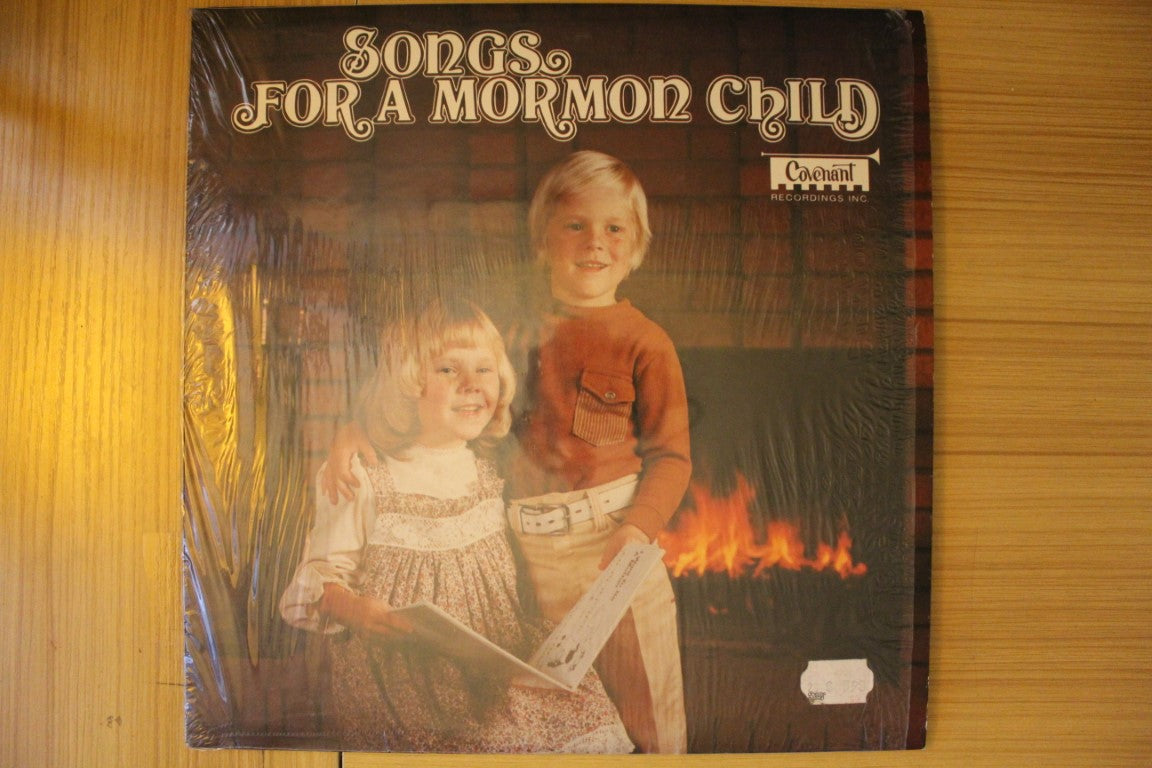 SONGS
FOR A MORMON CHILD
Covenant
RECORDINGS INC.